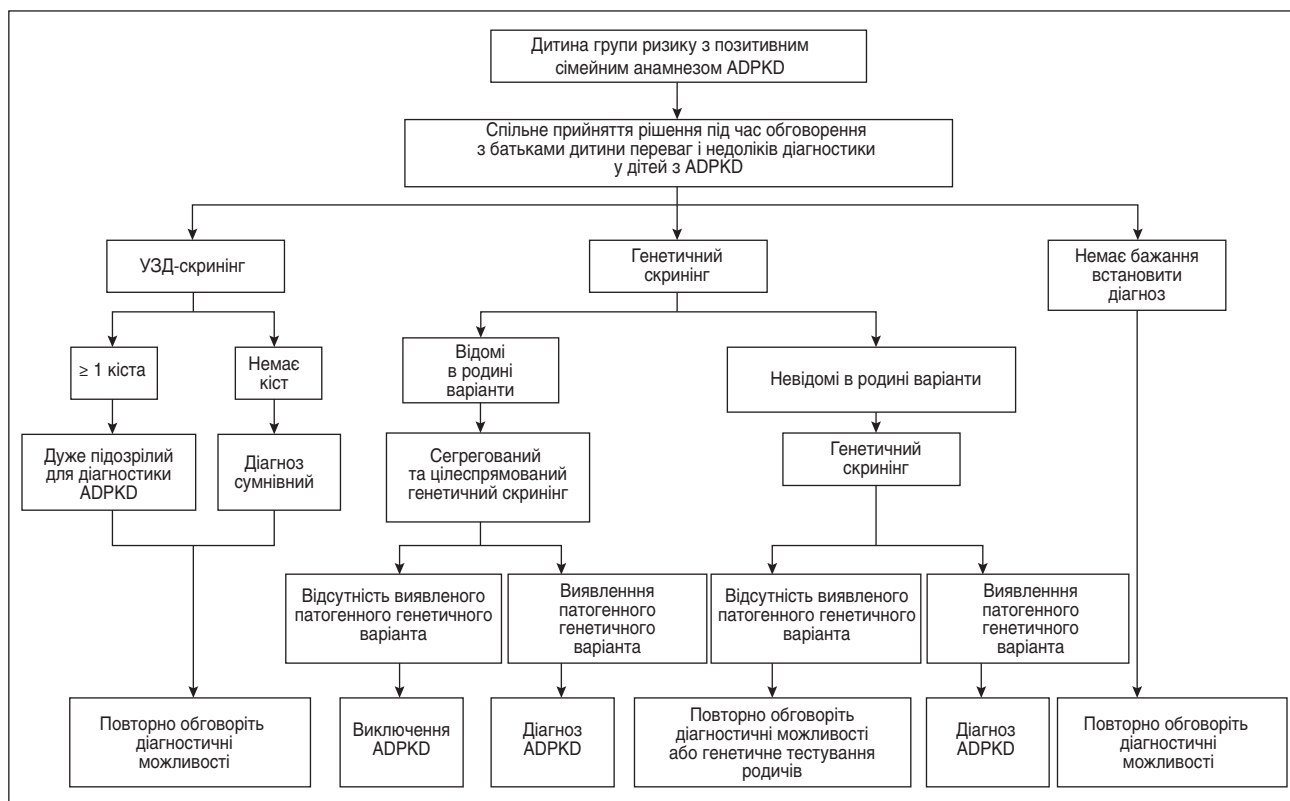 Дитина групи ризику з позитивним
сімейним анамнезом ADPKD
Спільне прийняття рішення під час обговорення
з батьками дитини переваг і недоліків діагностики
у дітей з ADPKD
УЗД-скринінг
Генетичний
скринінг
Немає бажання
встановити
діагноз
≥ 1 кіста
Немає
кіст
Відомі
в родині
варіанти
Невідомі в родині варіанти
Дуже підозрілий
для діагностики
ADPKD
Діагноз
сумнівний
Сегрегований
та цілеспрямований
генетичний скринінг
Генетичний
скринінг
Відсутність виявленого
патогенного генетичного
варіанта
Виявленння
патогенного
генетичного
варіанта
Відсутність виявленого
патогенного генетичного
варіанта
Виявленння
патогенного
генетичного
варіанта
Повторно обговоріть
діагностичні
можливості
Виключення
ADPKD
Діагноз
ADPKD
Повторно обговоріть
діагностичні можливості
або генетичне тестування
родичів
Діагноз
ADPKD
Повторно обговоріть
діагностичні
можливості